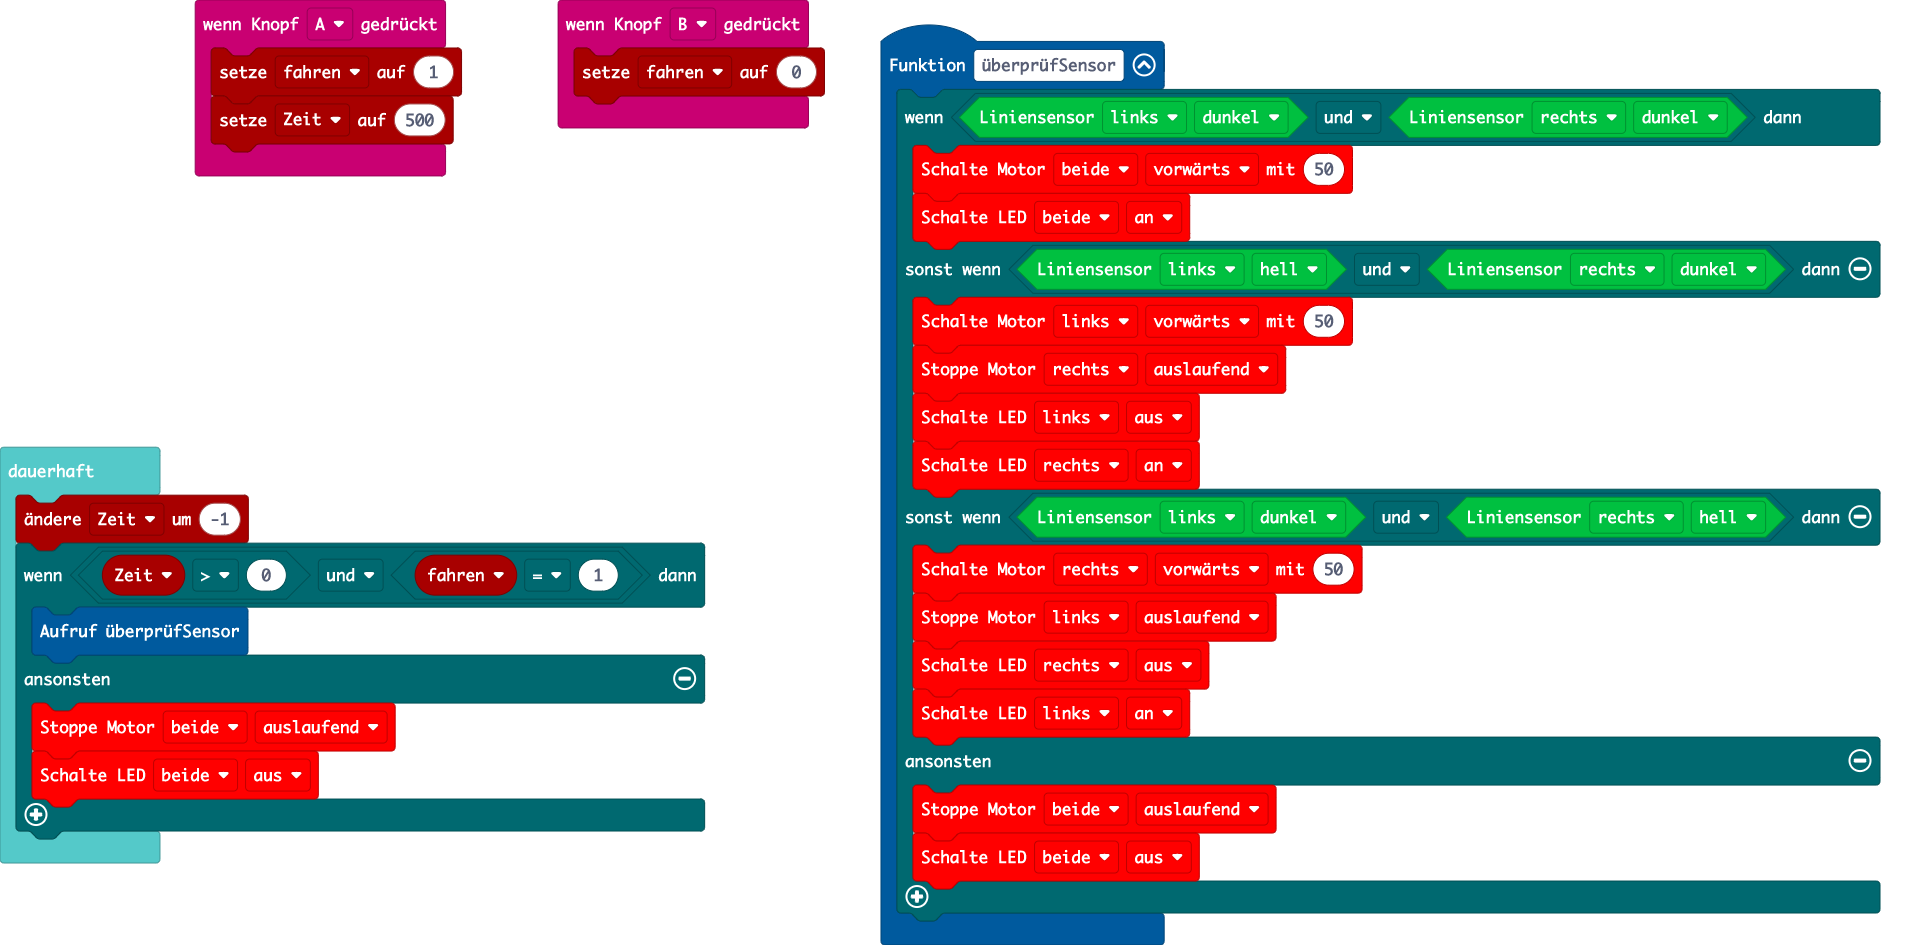 wenn Knopf A gedrückt
setze fahren auf 1
setze Zeit auf 500
wenn Knopf B gedrückt
setze fahren auf 0
dauerhaft
ändere Zeit um -1
wenn Zeit > 0 und fahren = 1 dann
Aufruf überprüfSensor
ansonsten
Stoppe Motor beide auslaufend
Schalte LED beide aus
Funktion überprüfSensor
wenn Liniensensor links dunkel und Liniensensor rechts dunkel dann
Schalte Motor beide vorwärts mit 50
Schalte LED beide an
sonst wenn Liniensensor links hell und Liniensensor rechts dunkel dann
Schalte Motor links vorwärts mit 50
Stoppe Motor rechts auslaufend
Schalte LED links aus
Schalte LED rechts an
sonst wenn Liniensensor links dunkel und Liniensensor rechts hell dann
Schalte Motor rechts vorwärts mit 50
Stoppe Motor links auslaufend
Schalte LED rechts aus
Schalte LED links an
ansonsten
Stoppe Motor beide auslaufend
Schalte LED beide aus